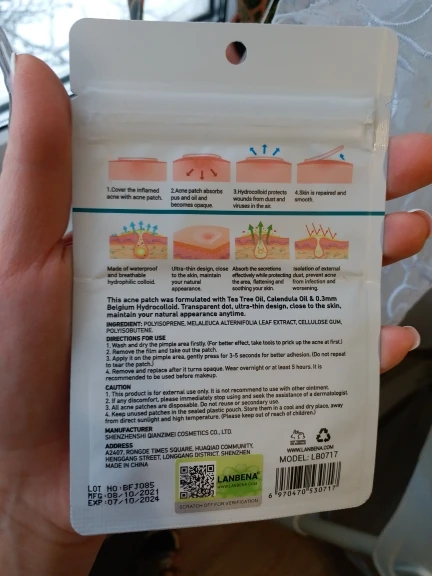 1.Cover the inflamed
acne with acne patch.
2.Acne patch absorbs
pus and oil and
becomes opaque.
3.Hydrocolloid protects
wounds from dust and
viruses in the air.
4.Skin is repaired and
smooth.
Made of waterproof
and breathable
hydrophilic colloid.
Ultra-thin design, close
to the skin, maintain
your natural
appearance.
Absorb the secretions
effectively while protecting
the area, flattening and
soothing your skin.
Isolation of external
dust, prevent acne
from infection and
worsening.
This acne patch was formulated with Tea Tree Oil, Calendula Oil & 0.3mm
Belgium Hydrocolloid. Transparent dot, ultra-thin design, close to the skin,
maintain your natural appearance anytime.
INGREDIENT: POLYISOPRENE, MELALEUCA ALTERNIFOLIA LEAF EXTRACT, CELLULOSE GUM,
POLYISOBUTENE.
DIRECTIONS FOR USE
1. Wash and dry the pimple area firstly. (For better effect, take tools to prick up the acne at first.)
2. Remove the film and take out the patch.
3. Apply it on the pimple area, gently press for 3-5 seconds for better adhesion. (Do not repeat
to tear the patch.)
4. Remove and replace after it turns opaque. Wear overnight or at least 5 hours. It is
recommended to be used before makeup.
CAUTION
1. This product is for external use only. It is not recommend to use with other ointment.
2. If any discomfort, please immediately stop using and seek the assistance of a dermatologist.
3. All acne patches are disposable. Do not reuse or secondary use.
4. Keep unused patches in the sealed plastic pouch. Store them in a cool and dry place, away
from direct sunlight and high temperature. (Please keep out of reach of children.)
MANUFACTURER
SHENZHENSHI QIANZIMEI COSMETICS CO., LTD.
ADDRESS
A2407, RONGDE TIMES SQUARE, HUAQIAO COMMUNITY,
HENGGANG STREET, LONGGANG DISTRICT, SHENZHEN
MADE IN CHINA
WWW.LANBENA.COM
MODEL: LB0717
LOT NO:BFJ085
MFG:08/10/2021
EXP:07/10/2024
LANBENA
WWW.LANBENA.COM
SCRATCH OFF FOR VERIFICATION
6 970470 530717